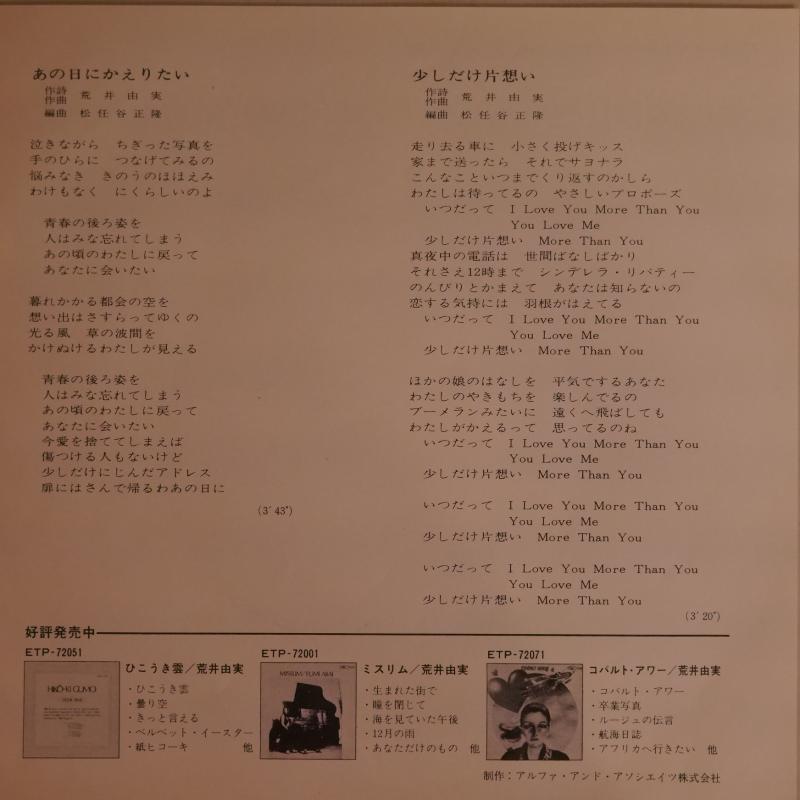 あの日にかえりたい
作詩
作曲 荒井由実
編曲 松任谷正隆
泣きながら ちぎった写真を
手のひらに つなげてみるの
悩みなき きのうのほほえみ
わけもなく にくらしいのよ
青春の後ろ姿を
人はみな忘れてしまう
あの頃のわたしに戻って
あなたに会いたい
暮れかかる都会の空を
想い出はさすらってゆくの
光る風 草の波間を
かけぬけるわたしが見える
青春の後ろ姿を
人はみな忘れてしまう
あの頃のわたしに戻って
あなたに会いたい
今愛を捨ててしまえば
傷つける人もないけど
少しだけにじんだアドレス
扉にはさんで帰るわあの日に
(3′43″)
少しだけ片想い
作詩
作曲 荒井由実
編曲 松任谷正隆
走り去る車に 小さく投げキッス
家まで送ったら それでサヨナラ
こんなこといつまでくり返すのかしら
わたしは待ってるの やさしいプロポーズ
いつだって I Love You More Than You
You Love Me
少しだけ片想い More Than You
真夜中の電話は 世間ばなしばかり
それさえ12時まで シンデレラ・リバティー
のんびりとかまえて あなたは知らないの
恋する気持には 羽根がはえてる
いつだって I Love You More Than You
You Love Me
少しだけ片想い More Than You
ほかの娘のはなしを 平気でするあなた
わたしのやきもちを 楽しんでるの
ブーメランみたいに 遠くへ飛ばしても
わたしがかえるって 思ってるのね
いつだって I Love You More Than You
You Love Me
少しだけ片想い More Than You
いつだって I Love You More Than You
You Love Me
少しだけ片想い More Than You
いつだって I Love You More Than You
You Love Me
少しだけ片想い More Than You
(3′20″)
好評発売中
ETP-72051
HIKŌ-KI GUMO
ひこうき雲／荒井由実
・ひこうき雲
・曇り空
・きっと言える
・ベルベット・イースター
・紙ヒコーキ 他
ETP-72001
MISSLIM/YUMI ARAI
ミスリム／荒井由実
・生まれた街で
・瞳を閉じて
・海を見ていた午後
・12月の雨
・あなただけのもの 他
ETP-72071
コバルト・アワー／荒井由実
・コバルト・アワー
・卒業写真
・ルージュの伝言
・航海日誌
・アフリカへ行きたい 他
制作：アルファ・アンド・アソシエイツ株式会社